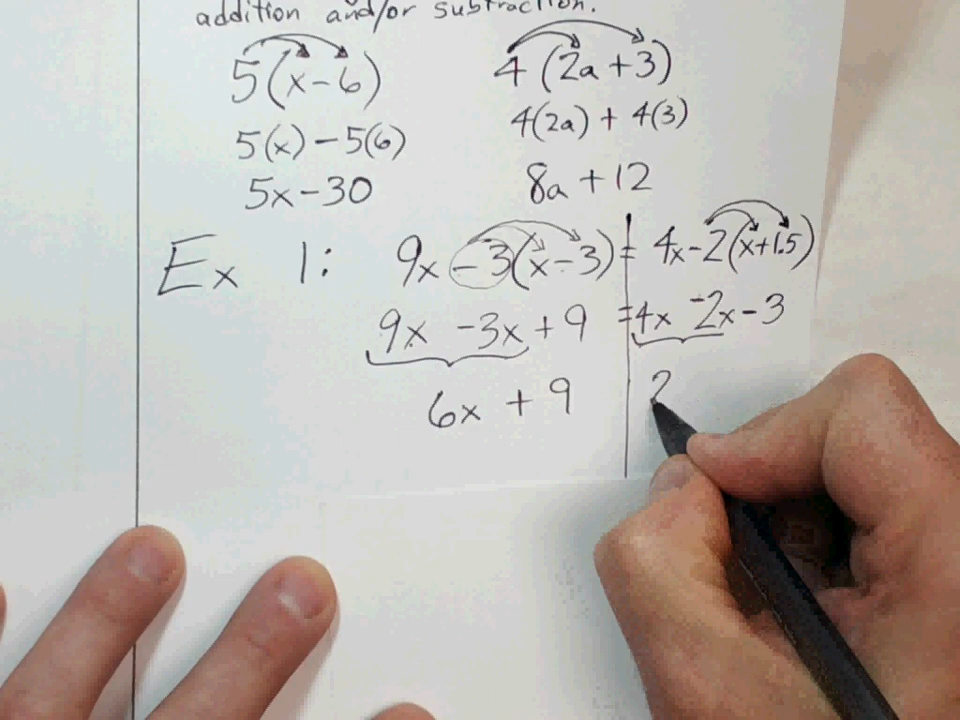 addition and/or subtraction.
5(x-6) 4(2a+3)
5(x)-5(6) 4(2a) + 4(3)
5x-30 8a +12
Ex 1: 9x -3(x-3) = 4x-2(x+1.5)
9x -3x +9 =4x -2x-3
6x + 9 2